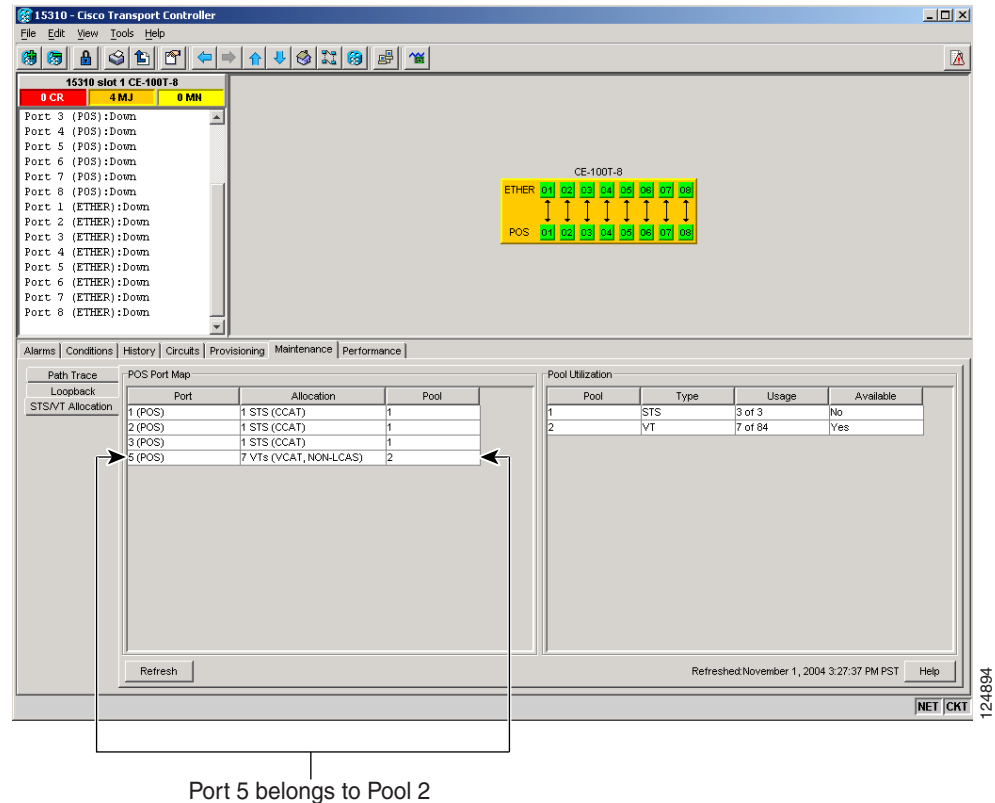 15310 - Cisco Transport Controller
File Edit View Tools Help
15310 slot 1 CE-100T-8
0 CR 4 MJ 0 MN
Port 3 (POS):Down
Port 4 (POS):Down
Port 5 (POS):Down
Port 6 (POS):Down
Port 7 (POS):Down
Port 8 (POS):Down
Port 1 (ETHER):Down
Port 2 (ETHER):Down
Port 3 (ETHER):Down
Port 4 (ETHER):Down
Port 5 (ETHER):Down
Port 6 (ETHER):Down
Port 7 (ETHER):Down
Port 8 (ETHER):Down
CE-100T-8
ETHER 01 02 03 04 05 06 07 08
POS 01 02 03 04 05 06 07 08
Alarms Conditions History Circuits Provisioning Maintenance Performance
Path Trace
Loopback
STS/VT Allocation
POS Port Map
Port Allocation Pool
1 (POS) 1 STS (CCAT) 1
2 (POS) 1 STS (CCAT) 1
3 (POS) 1 STS (CCAT) 1
5 (POS) 7 VTs (VCAT, NON-LCAS) 2
Pool Utilization
Pool Type Usage Available
1 STS 3 of 3 No
2 VT 7 of 84 Yes
Refresh
Refreshed:November 1, 2004 3:27:37 PM PST
Help
NET CKT
124894
Port 5 belongs to Pool 2